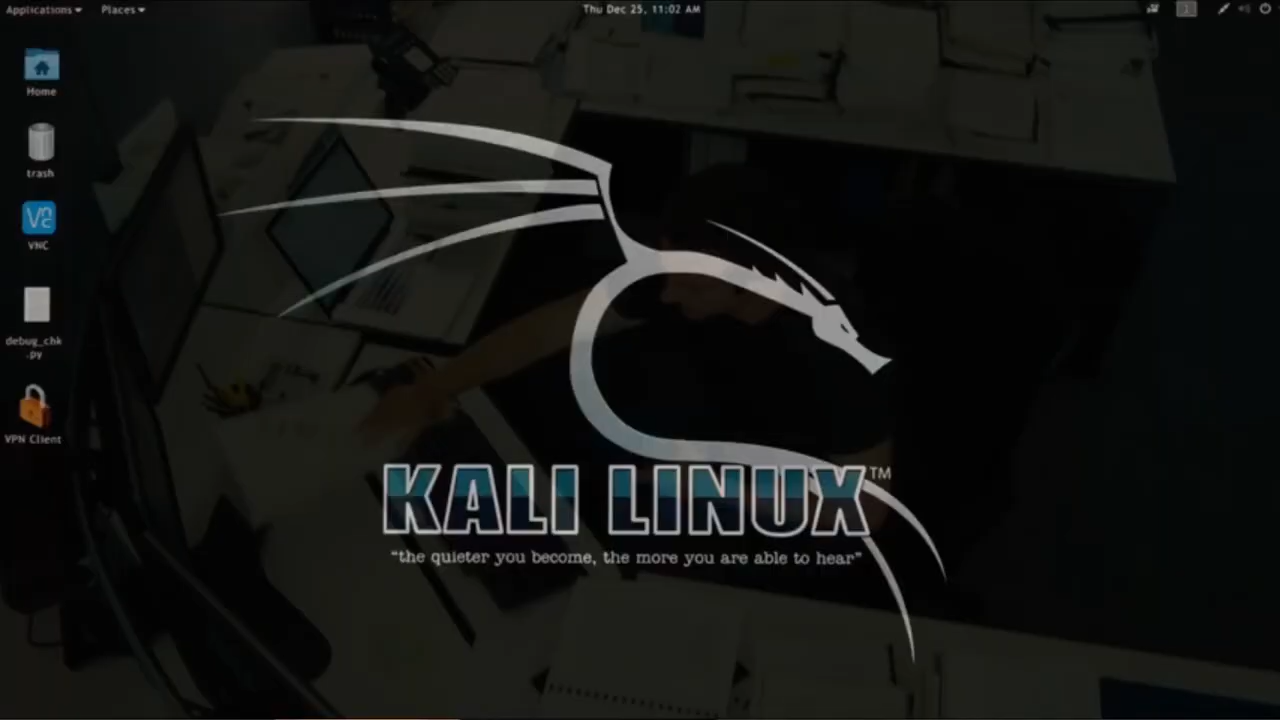 Applications Places Thu Dec 25, 11:02 AM 1
Home
trash
VNC
debug_chk
.py
VPN Client
KALI LINUX™
“the quieter you become, the more you are able to hear”